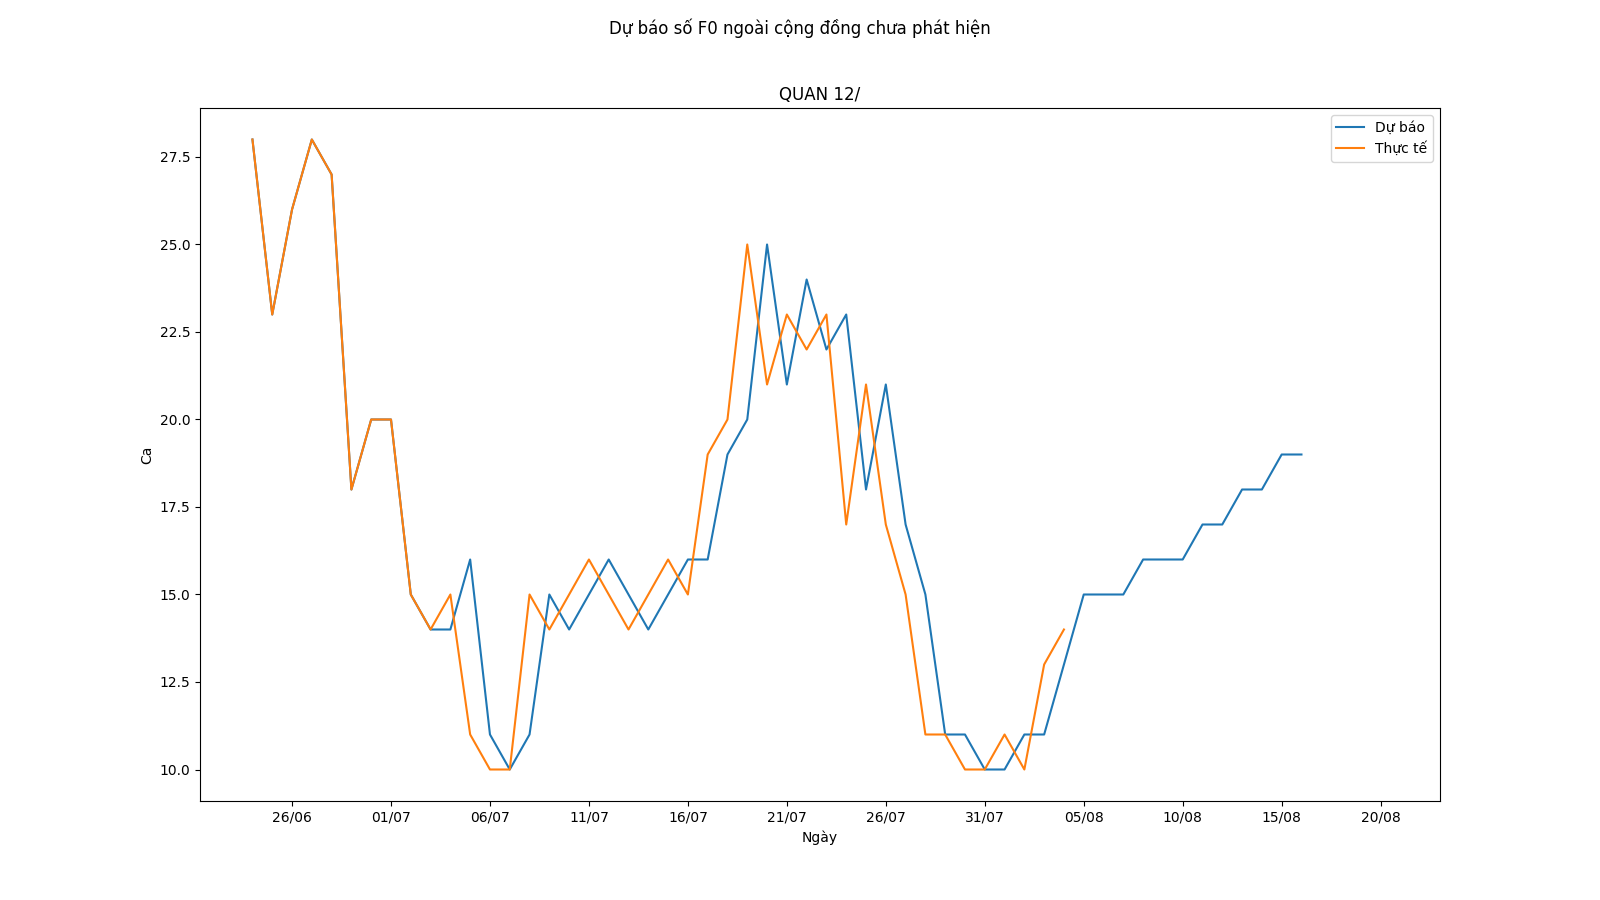 Dự báo số F0 ngoài cộng đồng chưa phát hiện
QUAN 12/
Dự báo
Thực tế
27.5
25.0
22.5
20.0
17.5
15.0
12.5
10.0
Ca
26/06 01/07 06/07 11/07 16/07 21/07 26/07 31/07 05/08 10/08 15/08 20/08
Ngày